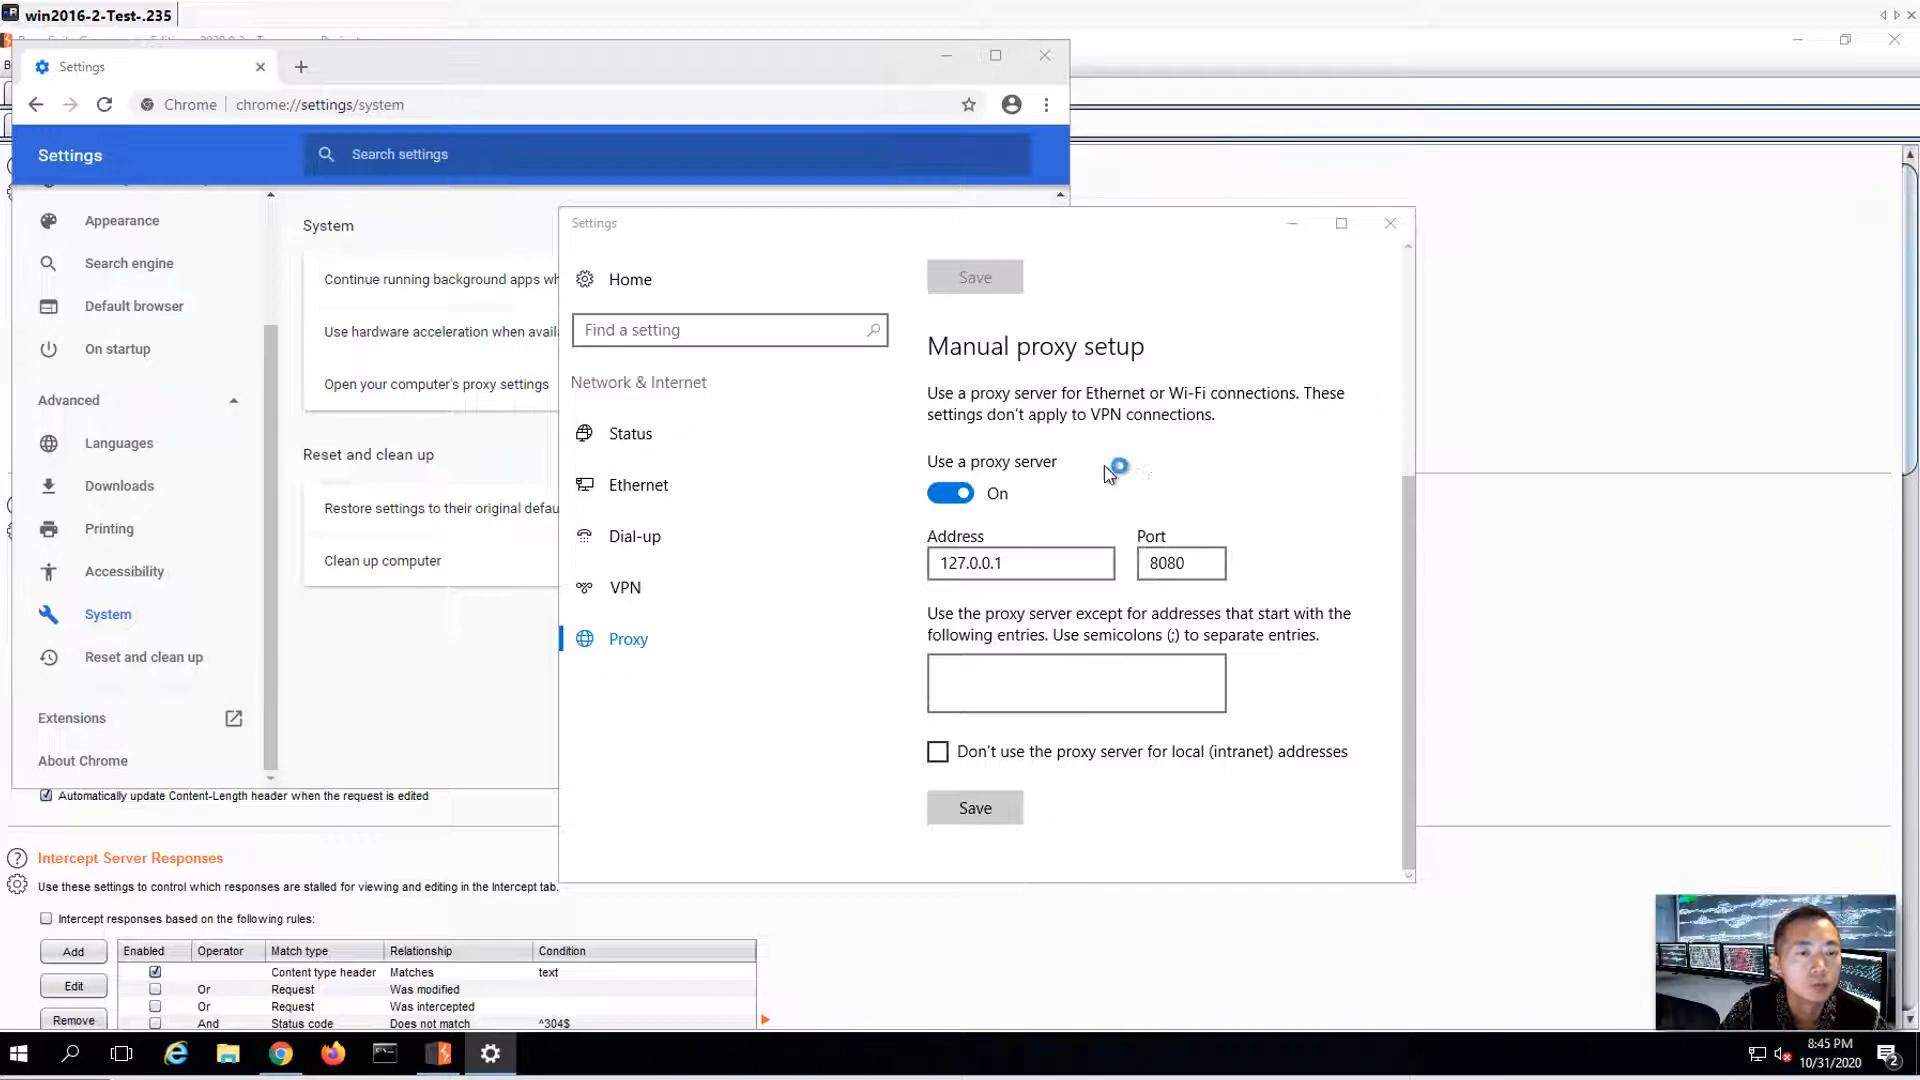 win2016-2-Test-.235
Settings
Chrome
chrome://settings/system
Settings
Search settings
Appearance
Search engine
Default browser
On startup
Advanced
Languages
Downloads
Printing
Accessibility
System
Reset and clean up
Extensions
About Chrome
System
Continue running background apps wh
Use hardware acceleration when avail
Open your computer's proxy settings
Reset and clean up
Restore settings to their original defau
Clean up computer
Settings
Home
Find a setting
Network & Internet
Status
Ethernet
Dial-up
VPN
Proxy
Save
Manual proxy setup
Use a proxy server for Ethernet or Wi-Fi connections. These
settings don't apply to VPN connections.
Use a proxy server
On
Address Port
127.0.0.1 8080
Use the proxy server except for addresses that start with the
following entries. Use semicolons (;) to separate entries.
Don't use the proxy server for local (intranet) addresses
Save
Automatically update Content-Length header when the request is edited
Intercept Server Responses
Use these settings to control which responses are stalled for viewing and editing in the Intercept tab.
Intercept responses based on the following rules:
Add
Edit
Remove
Enabled Operator Match type Relationship Condition
Content type header Matches text
Or Request Was modified
Or Request Was intercepted
And Status code Does not match ^304$
8:45 PM
10/31/2020
2